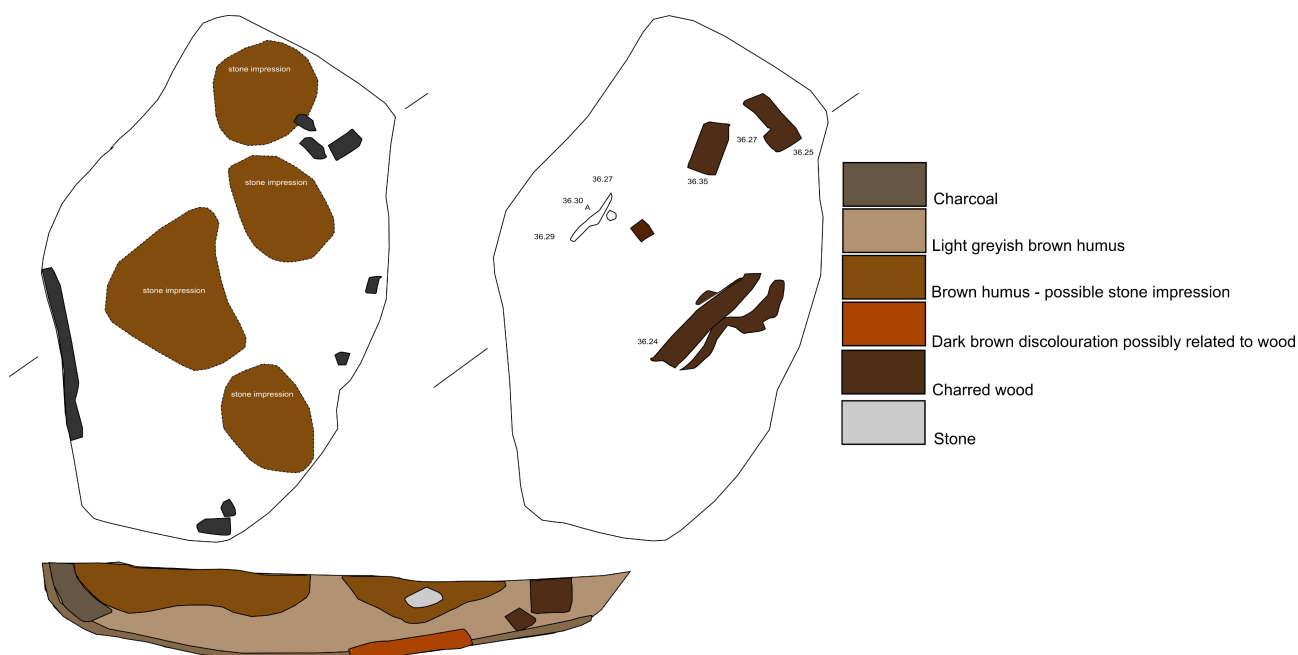 stone impression
stone impression
stone impression
stone impression
36.27
36.25
36.35
36.27
36.30
A
36.29
36.24
Charcoal
Light greyish brown humus
Brown humus - possible stone impression
Dark brown discolouration possibly related to wood
Charred wood
Stone